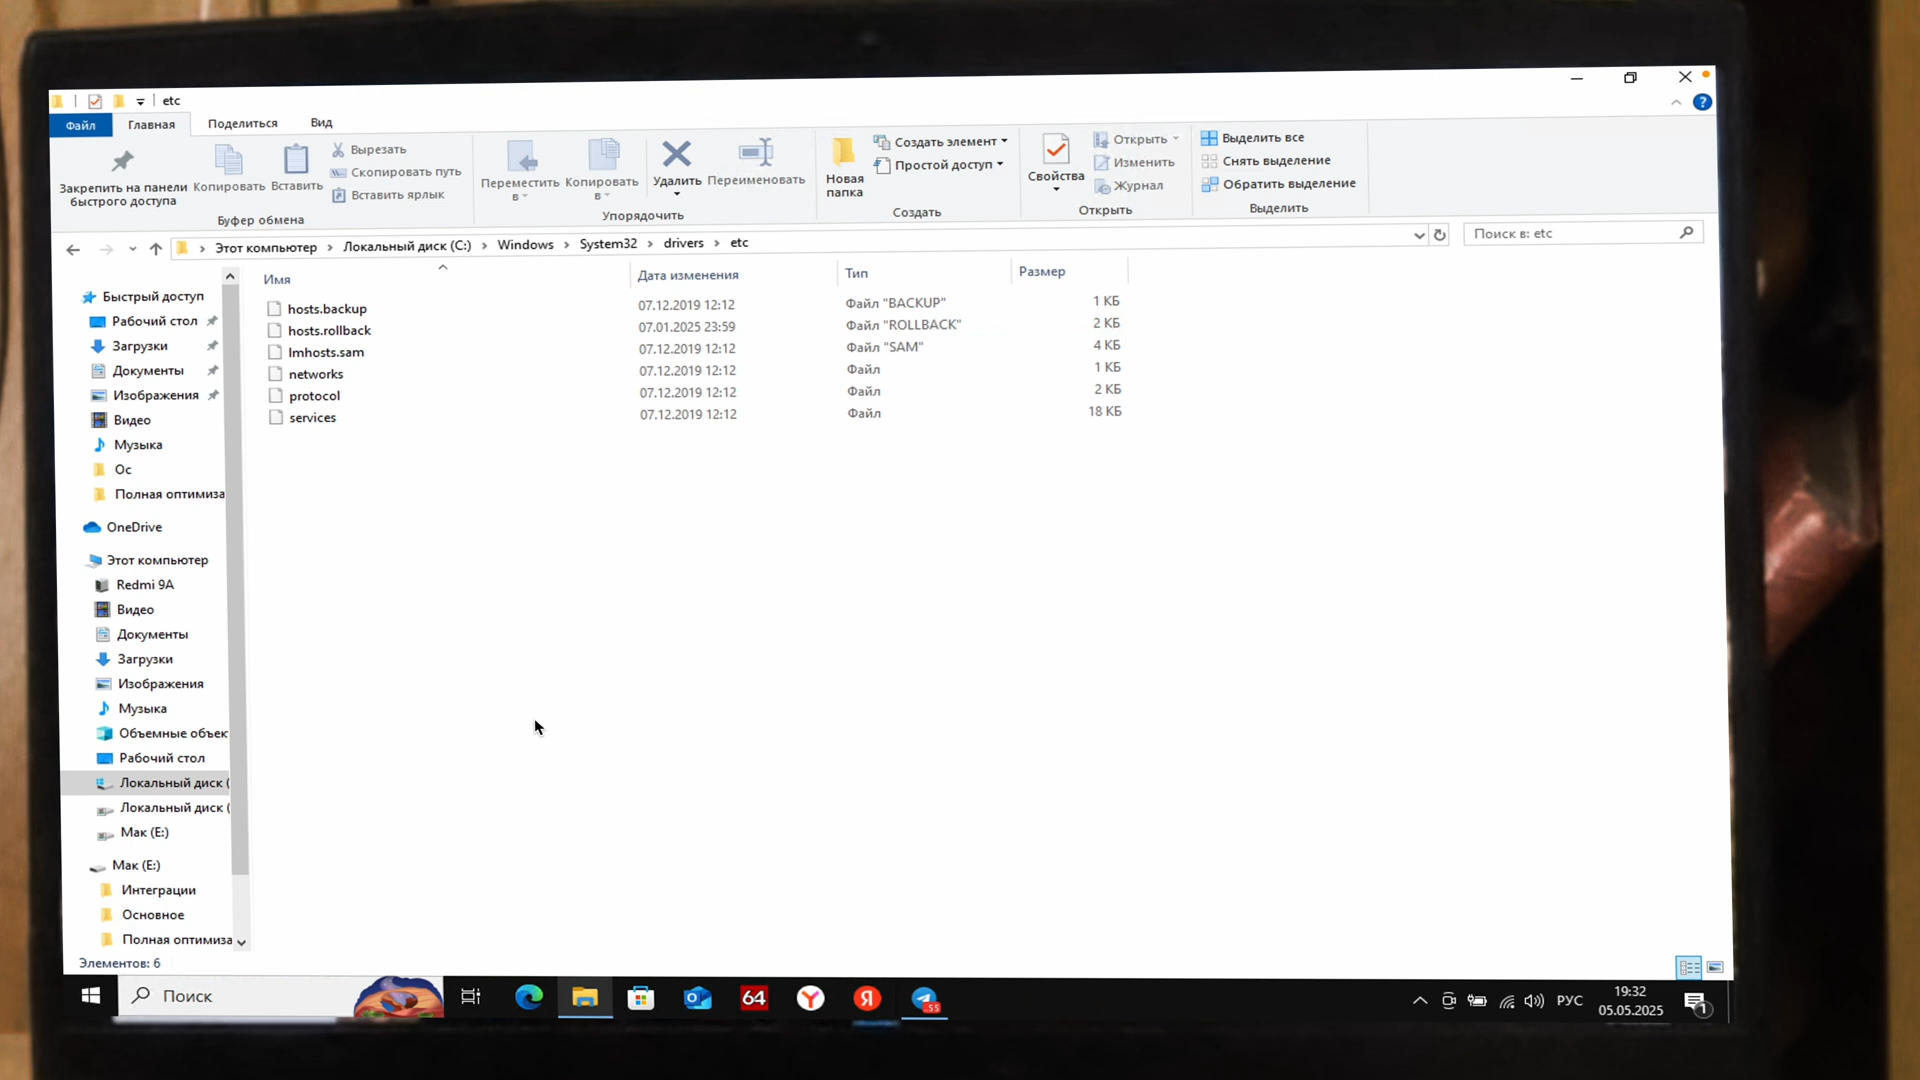 etc
Файл Главная Поделиться Вид
Закрепить на панели быстрого доступа
Копировать
Вставить
Вырезать
Скопировать путь
Вставить ярлык
Буфер обмена
Переместить в
Копировать в
Удалить
Переименовать
Упорядочить
Новая папка
Создать элемент
Простой доступ
Создать
Свойства
Открыть
Изменить
Журнал
Открыть
Выделить все
Снять выделение
Обратить выделение
Выделить
Этот компьютер > Локальный диск (C:) > Windows > System32 > drivers > etc
Поиск в: etc
Имя Дата изменения Тип Размер
hosts.backup 07.12.2019 12:12 Файл "BACKUP" 1 КБ
hosts.rollback 07.01.2025 23:59 Файл "ROLLBACK" 2 КБ
lmhosts.sam 07.12.2019 12:12 Файл "SAM" 4 КБ
networks 07.12.2019 12:12 Файл 1 КБ
protocol 07.12.2019 12:12 Файл 2 КБ
services 07.12.2019 12:12 Файл 18 КБ
Быстрый доступ
Рабочий стол
Загрузки
Документы
Изображения
Видео
Музыка
Ос
Полная оптимиза
OneDrive
Этот компьютер
Redmi 9A
Видео
Документы
Загрузки
Изображения
Музыка
Объемные объек
Рабочий стол
Локальный диск (
Локальный диск (
Мак (E:)
Мак (E:)
Интеграции
Основное
Полная оптимиза
Элементов: 6
Поиск
64
Y
Я
55
РУС
19:32
05.05.2025
1